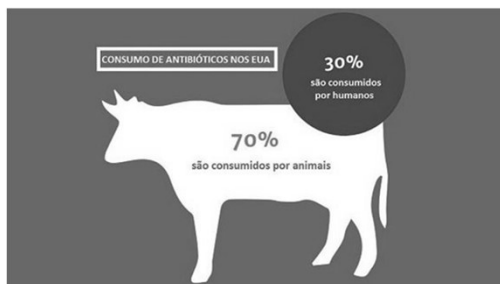 CONSUMO DE ANTIBIÓTICOS NOS EUA
30%
são consumidos
por humanos
70%
são consumidos por animais